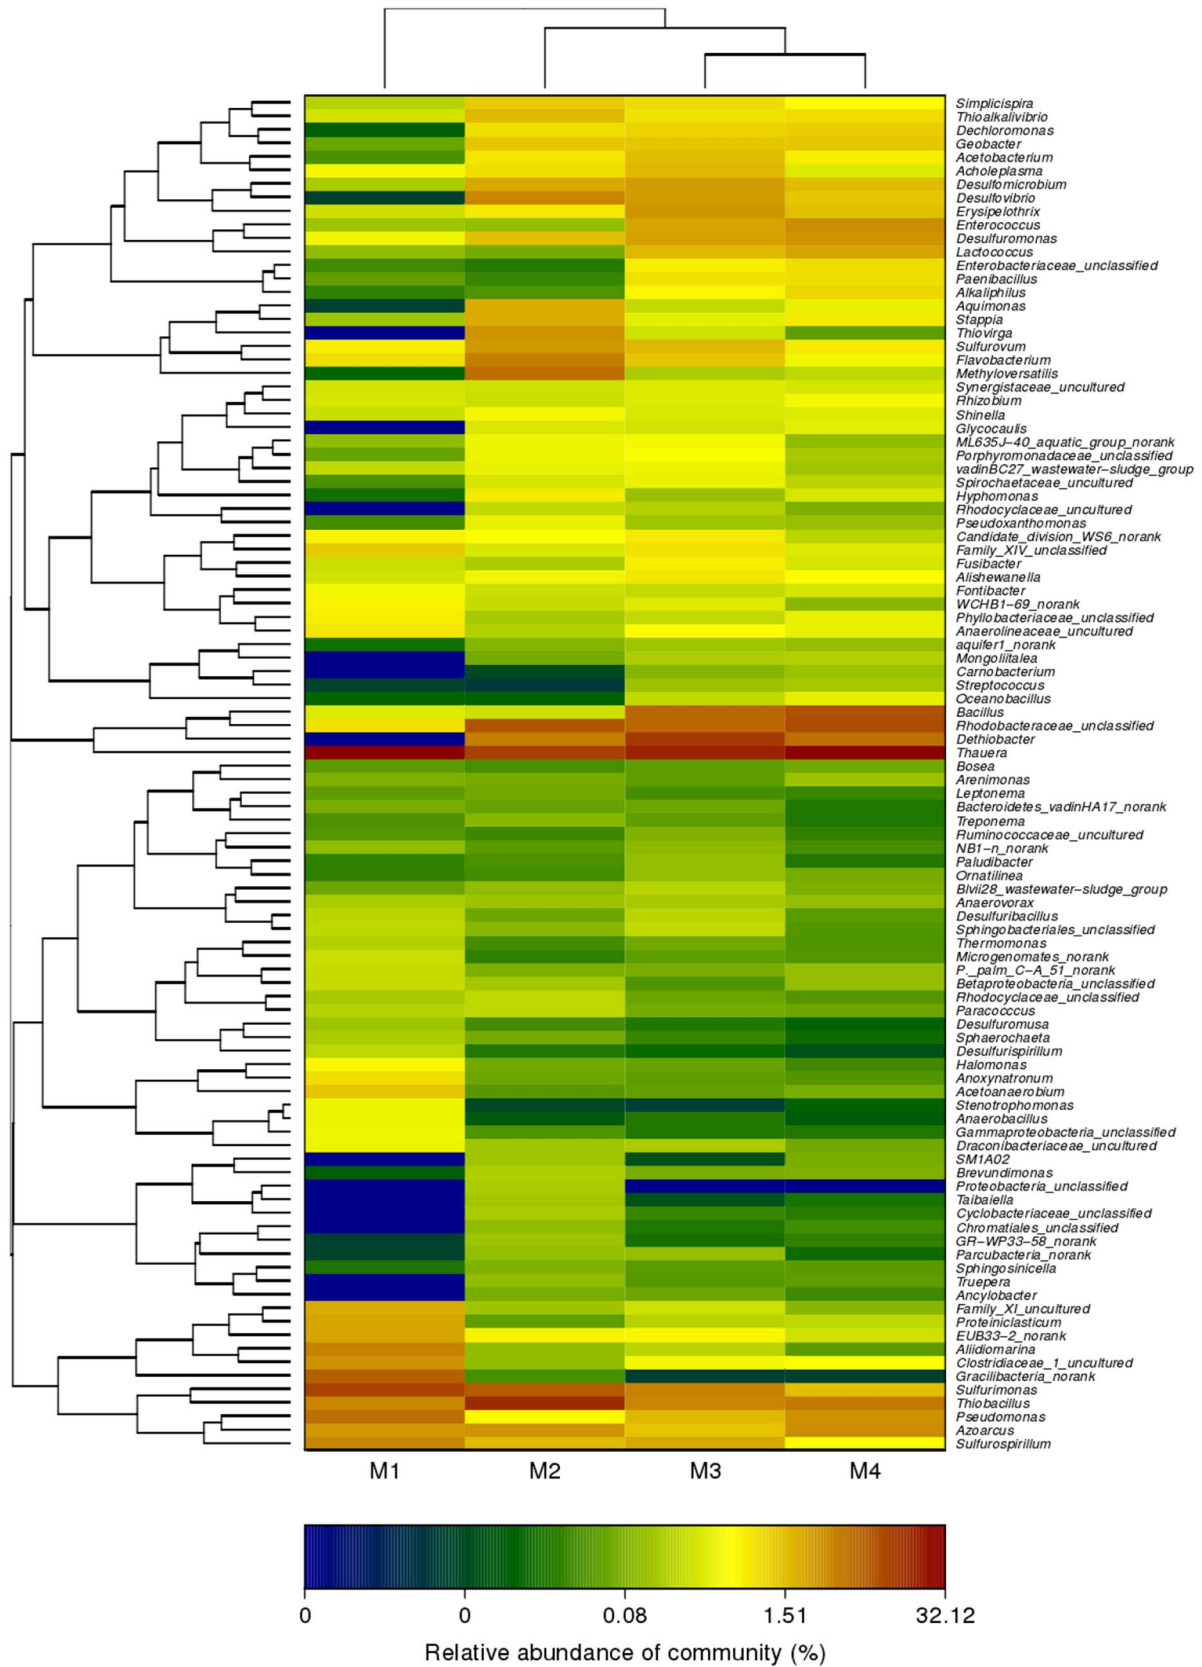 Simplicispira
Thioalkalivibrio
Dechloromonas
Geobacter
Acetobacterium
Acholeplasma
Desulfomicrobium
Desulfovibrio
Erysipelothrix
Enterococcus
Desulfuromonas
Lactococcus
Enterobacteriaceae_unclassified
Paenibacillus
Alkaliphilus
Aquimonas
Stappia
Thiovirga
Sulfurovum
Flavobacterium
Methyloversatilis
Synergistaceae_uncultured
Rhizobium
Shinella
Glycocaulis
ML635J−40_aquatic_group_norank
Porphyromonadaceae_unclassified
vadinBC27_wastewater−sludge_group
Spirochaetaceae_uncultured
Hyphomonas
Rhodocyclaceae_uncultured
Pseudoxanthomonas
Candidate_division_WS6_norank
Family_XIV_unclassified
Fusibacter
Alishewanella
Fontibacter
WCHB1−69_norank
Phyllobacteriaceae_unclassified
Anaerolineaceae_uncultured
aquifer1_norank
Mongoliitalea
Carnobacterium
Streptococcus
Oceanobacillus
Bacillus
Rhodobacteraceae_unclassified
Dethiobacter
Thauera
Bosea
Arenimonas
Leptonema
Bacteroidetes_vadinHA17_norank
Treponema
Ruminococcaceae_uncultured
NB1−n_norank
Paludibacter
Ornatilinea
Blvii28_wastewater−sludge_group
Anaerovorax
Desulfuribacillus
Sphingobacteriales_unclassified
Thermomonas
Microgenomates_norank
P._palm_C−A_51_norank
Betaproteobacteria_unclassified
Rhodocyclaceae_unclassified
Paracocccus
Desulfuromusa
Sphaerochaeta
Desulfurispirillum
Halomonas
Anoxynatronum
Acetoanaerobium
Stenotrophomonas
Anaerobacillus
Gammaproteobacteria_unclassified
Draconibacteriaceae_uncultured
SM1A02
Brevundimonas
Proteobacteria_unclassified
Taibaiella
Cyclobacteriaceae_unclassified
Chromatiales_unclassified
GR−WP33−58_norank
Parcubacteria_norank
Sphingosinicella
Truepera
Ancylobacter
Family_XI_uncultured
Proteiniclasticum
EUB33−2_norank
Aliidiomarina
Clostridiaceae_1_uncultured
Gracilibacteria_norank
Sulfurimonas
Thiobacillus
Pseudomonas
Azoarcus
Sulfurospirillum
M1 M2 M3 M4
0 0 0.08 1.51 32.12
Relative abundance of community (%)